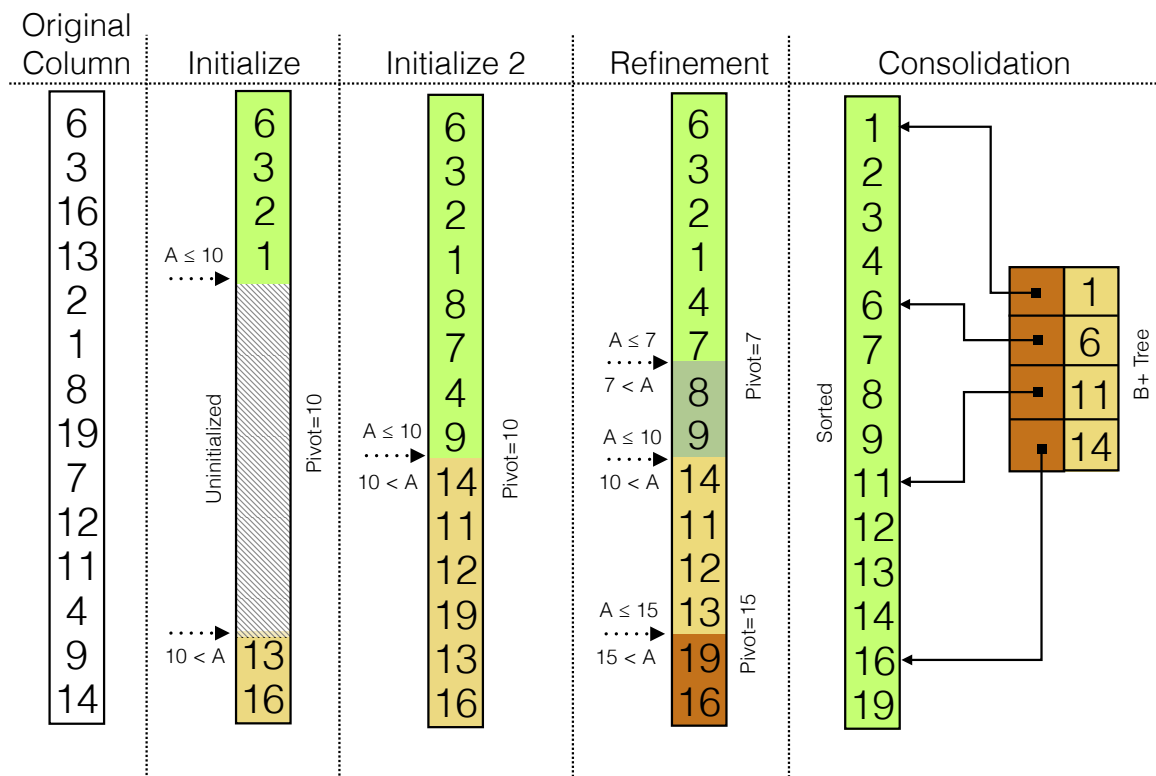 Original
Column
Initialize
Initialize 2
Refinement
Consolidation
6
3
16
13
2
1
8
19
7
12
11
4
9
14
6
3
2
1
A ≤ 10
Uninitialized
Pivot=10
10 < A
13
16
6
3
2
1
8
7
4
9
A ≤ 10
10 < A
Pivot=10
14
11
12
19
13
16
6
3
2
1
4
7
A ≤ 7
7 < A
Pivot=7
8
9
A ≤ 10
10 < A
14
11
12
13
A ≤ 15
15 < A
Pivot=15
19
16
Sorted
1
2
3
4
6
7
8
9
11
12
13
14
16
19
1
6
11
14
B+ Tree